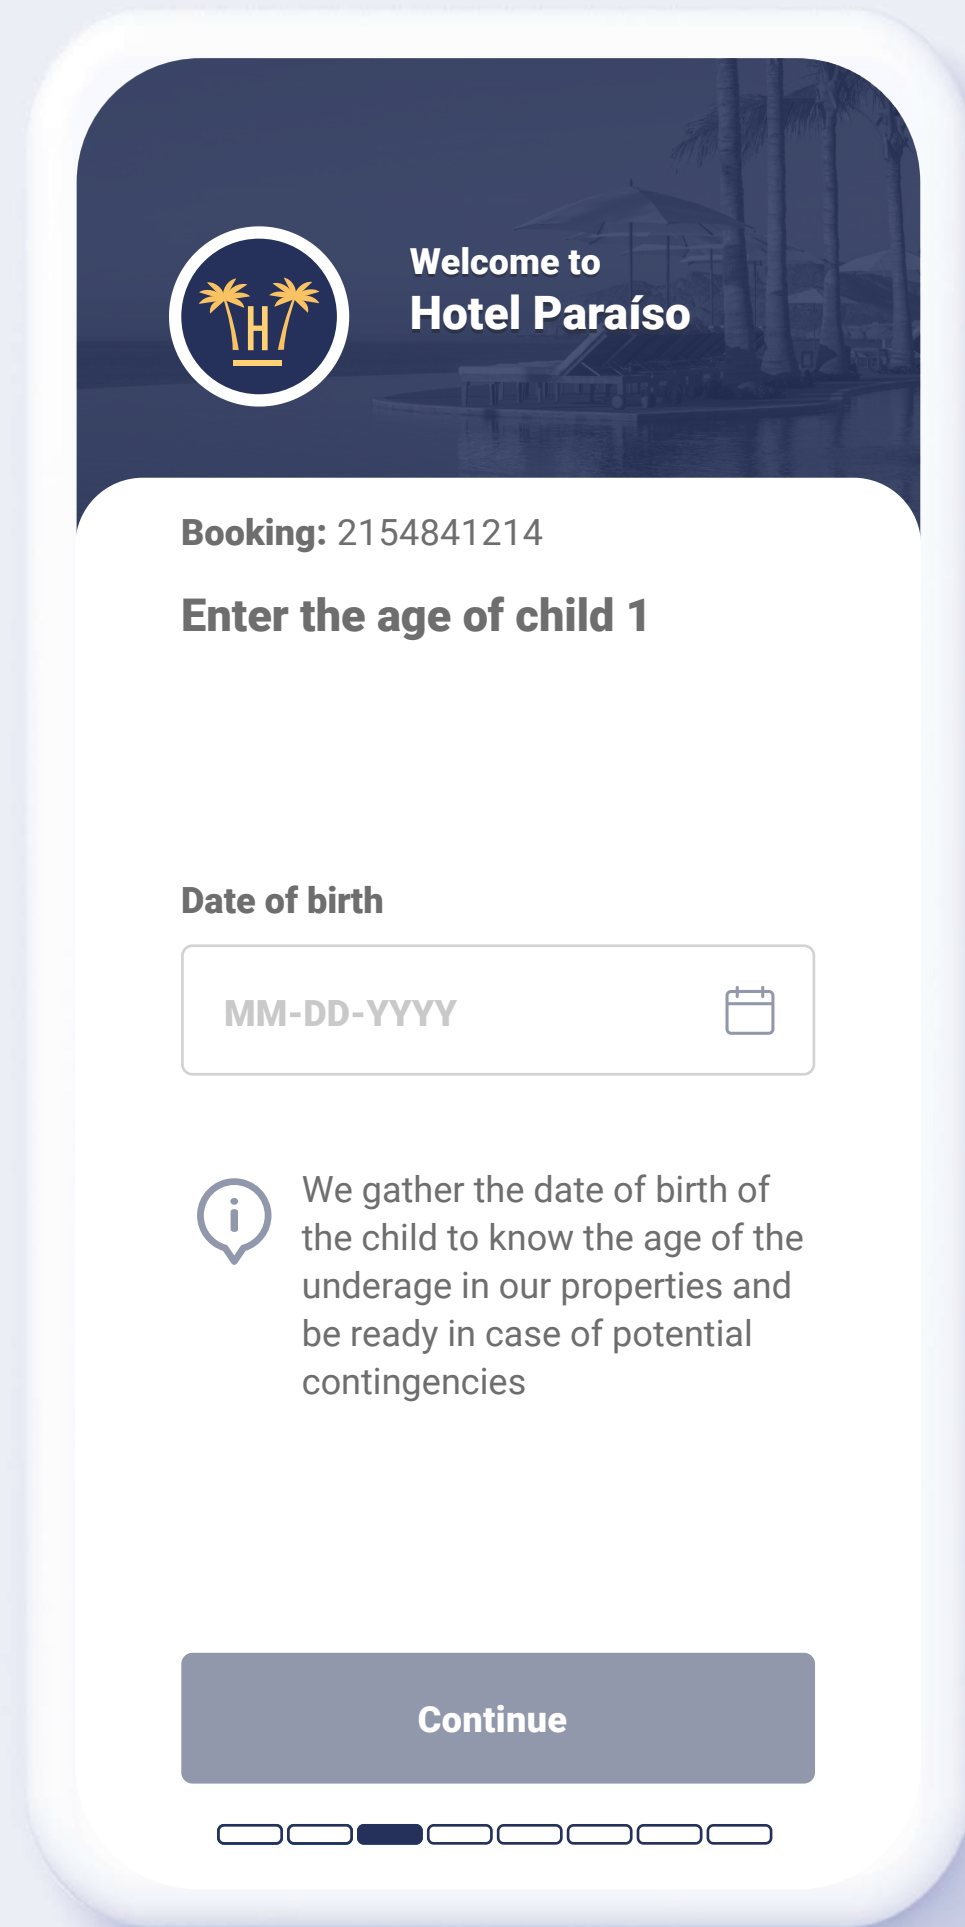 H
Welcome to
Hotel Paraíso
Booking: 2154841214
Enter the age of child 1
Date of birth
MM-DD-YYYY
We gather the date of birth of
the child to know the age of the
underage in our properties and
be ready in case of potential
contingencies
Continue